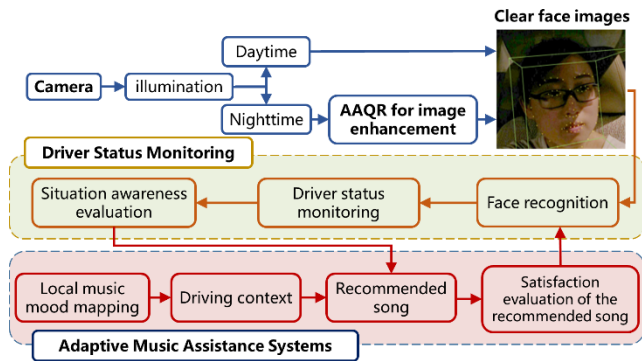 Clear face images
Daytime
Camera
illumination
Nighttime
AAQR for image
enhancement
Driver Status Monitoring
Situation awareness
evaluation
Driver status
monitoring
Face recognition
Local music
mood mapping
Driving context
Recommended
song
Satisfaction
evaluation of the
recommended song
Adaptive Music Assistance Systems